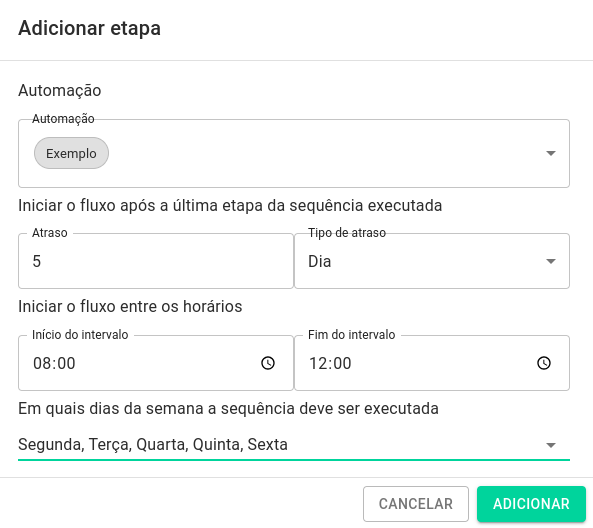 Adicionar etapa
Automação
Automação
Exemplo
Iniciar o fluxo após a última etapa da sequência executada
Atraso
Tipo de atraso
5
Dia
Iniciar o fluxo entre os horários
Início do intervalo
Fim do intervalo
08:00
12:00
Em quais dias da semana a sequência deve ser executada
Segunda, Terça, Quarta, Quinta, Sexta
CANCELAR
ADICIONAR